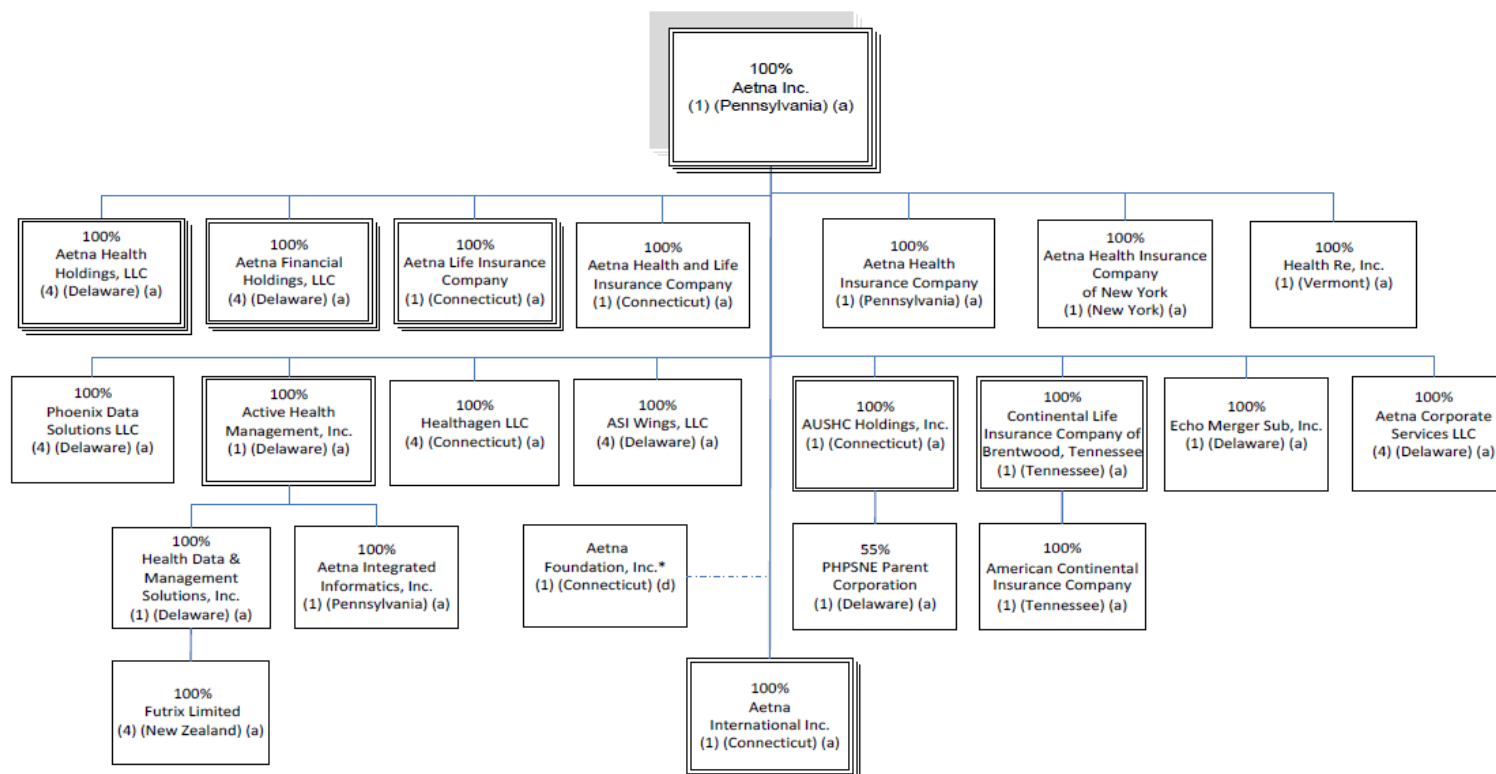 100%
Aetna Inc.
(1) (Pennsylvania) (a)
100%
Aetna Health
Holdings, LLC
(4) (Delaware) (a)
100%
Aetna Financial
Holdings, LLC
(4) (Delaware) (a)
100%
Aetna Life Insurance
Company
(1) (Connecticut) (a)
100%
Aetna Health and Life
Insurance Company
(1) (Connecticut) (a)
100%
Aetna Health
Insurance Company
(1) (Pennsylvania) (a)
100%
Aetna Health Insurance
Company
of New York
(1) (New York) (a)
100%
Health Re, Inc.
(1) (Vermont) (a)
100%
Phoenix Data
Solutions LLC
(4) (Delaware) (a)
100%
Active Health
Management, Inc.
(1) (Delaware) (a)
100%
Healthagen LLC
(4) (Connecticut) (a)
100%
ASI Wings, LLC
(4) (Delaware) (a)
100%
AUSHC Holdings, Inc.
(1) (Connecticut) (a)
100%
Continental Life
Insurance Company of
Brentwood, Tennessee
(1) (Tennessee) (a)
100%
Echo Merger Sub, Inc.
(1) (Delaware) (a)
100%
Aetna Corporate
Services LLC
(4) (Delaware) (a)
100%
Health Data &
Management
Solutions, Inc.
(1) (Delaware) (a)
100%
Aetna Integrated
Informatics, Inc.
(1) (Pennsylvania) (a)
Aetna
Foundation, Inc.*
(1) (Connecticut) (d)
55%
PHPSNE Parent
Corporation
(1) (Delaware) (a)
100%
American Continental
Insurance Company
(1) (Tennessee) (a)
100%
Futrix Limited
(4) (New Zealand) (a)
100%
Aetna
International Inc.
(1) (Connecticut) (a)